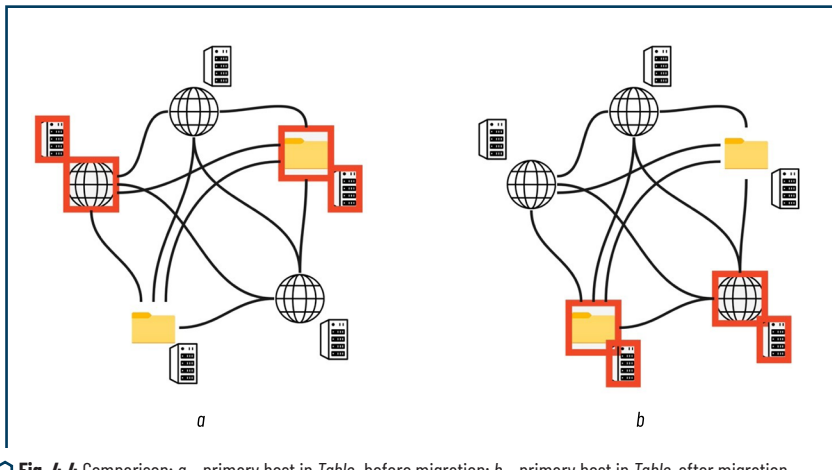 a
b
Fig. 4.4 Comparison: a – primary host in Table, before migration; b – primary host in Table, after migration